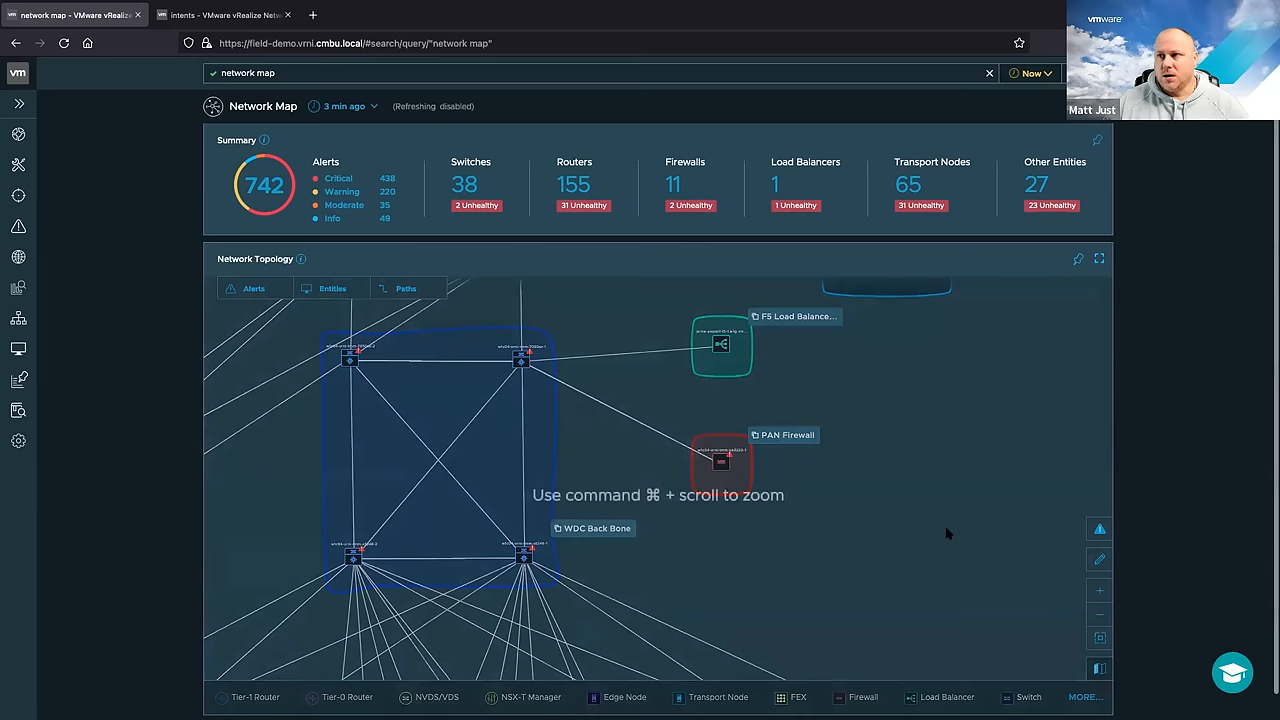 network map - VMware vRealize
intents - VMware vRealize Netw
https://field-demo.vrni.cmbu.local/#search/query/"network map"
vmware
Matt Just
vm
network map
Now
Network Map
3 min ago
(Refreshing disabled)
Summary
742
Alerts
Critical 438
Warning 220
Moderate 35
Info 49
Switches
38
2 Unhealthy
Routers
155
31 Unhealthy
Firewalls
11
2 Unhealthy
Load Balancers
1
1 Unhealthy
Transport Nodes
65
31 Unhealthy
Other Entities
27
23 Unhealthy
Network Topology
Alerts
Entities
Paths
F5 Load Balance...
PAN Firewall
Use command ⌘ + scroll to zoom
WDC Back Bone
Tier-1 Router
Tier-0 Router
NVDS/VDS
NSX-T Manager
Edge Node
Transport Node
FEX
Firewall
Load Balancer
Switch
MORE...